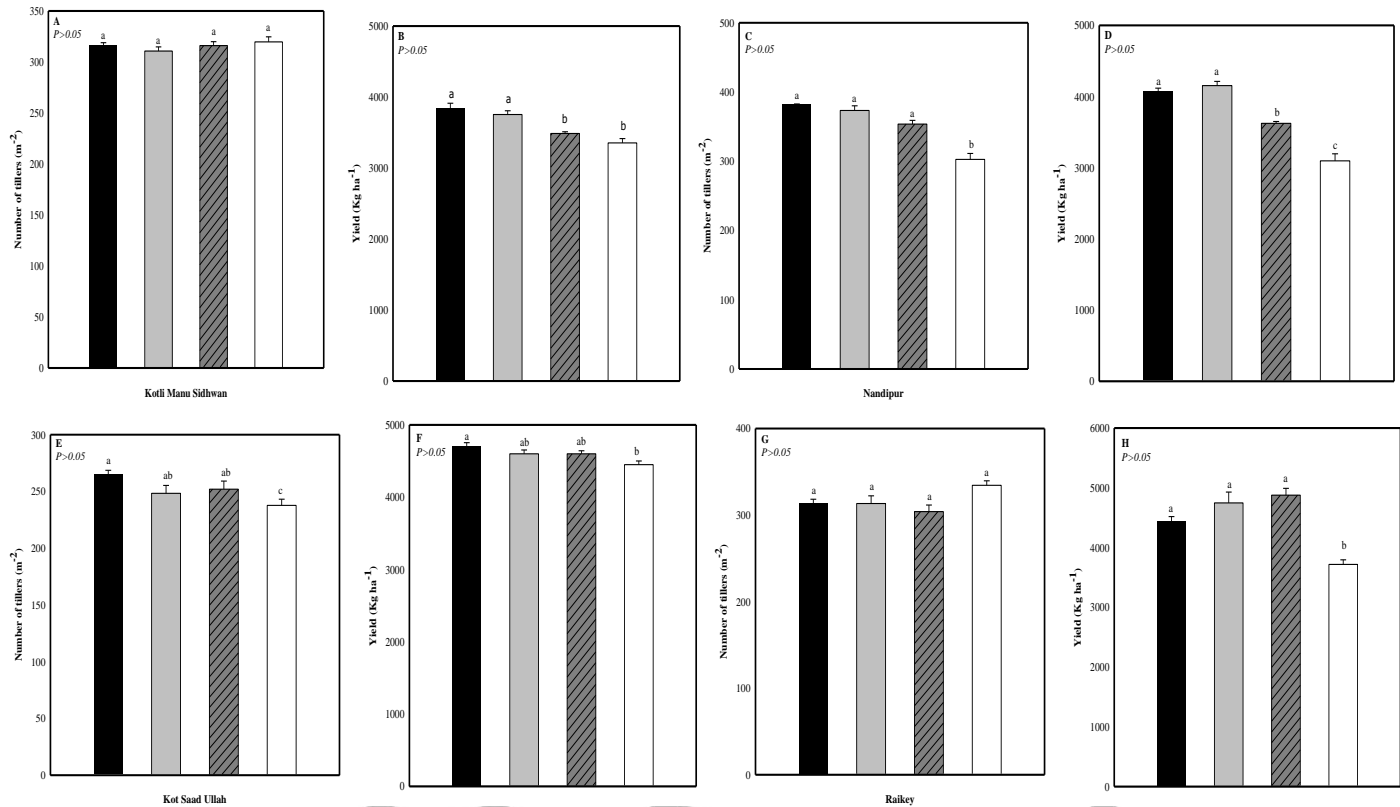 A
P>0.05
Number of tillers (m-2)
350
300
250
200
150
100
50
0
a
a
a
a
Kotli Manu Sidhwan
B
P>0.05
Yield (Kg ha-1)
5000
4000
3000
2000
1000
0
a
a
b
b
C
P>0.05
Number of tillers (m-2)
500
400
300
200
100
0
a
a
a
b
Nandipur
D
P>0.05
Yield (Kg ha-1)
5000
4000
3000
2000
1000
0
a
a
b
c
E
P>0.05
Number of tillers (m-2)
300
250
200
250
150
100
50
0
a
ab
ab
c
Kot Saad Ullah
F
P>0.05
Yield (Kg ha-1)
5000
4000
4000
3000
2000
1000
0
a
ab
ab
b
G
P>0.05
Number of tillers (m-2)
400
300
200
100
0
a
a
a
a
Raikey
H
P>0.05
Yield (Kg ha-1)
6000
5000
4000
3000
2000
1000
0
a
a
a
b